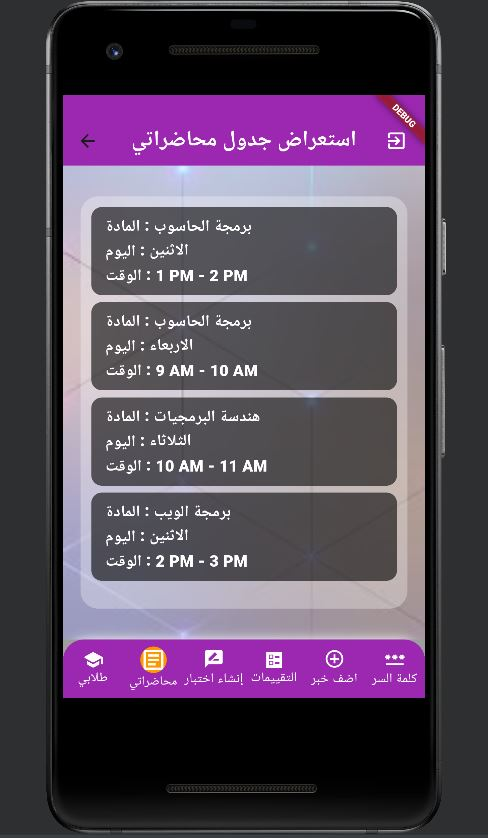 DEBUG
استعراض جدول محاضراتي
برمجة الحاسوب : المادة
الاثنين : اليوم
1 PM - 2 PM : الوقت
برمجة الحاسوب : المادة
الاربعاء : اليوم
9 AM - 10 AM : الوقت
هندسة البرمجيات : المادة
الثلاثاء : اليوم
10 AM - 11 AM : الوقت
برمجة الويب : المادة
الاثنين : اليوم
2 PM - 3 PM : الوقت
كلمة السر
اضف خبر
التقييمات
إنشاء اختبار
محاضراتي
طلابي